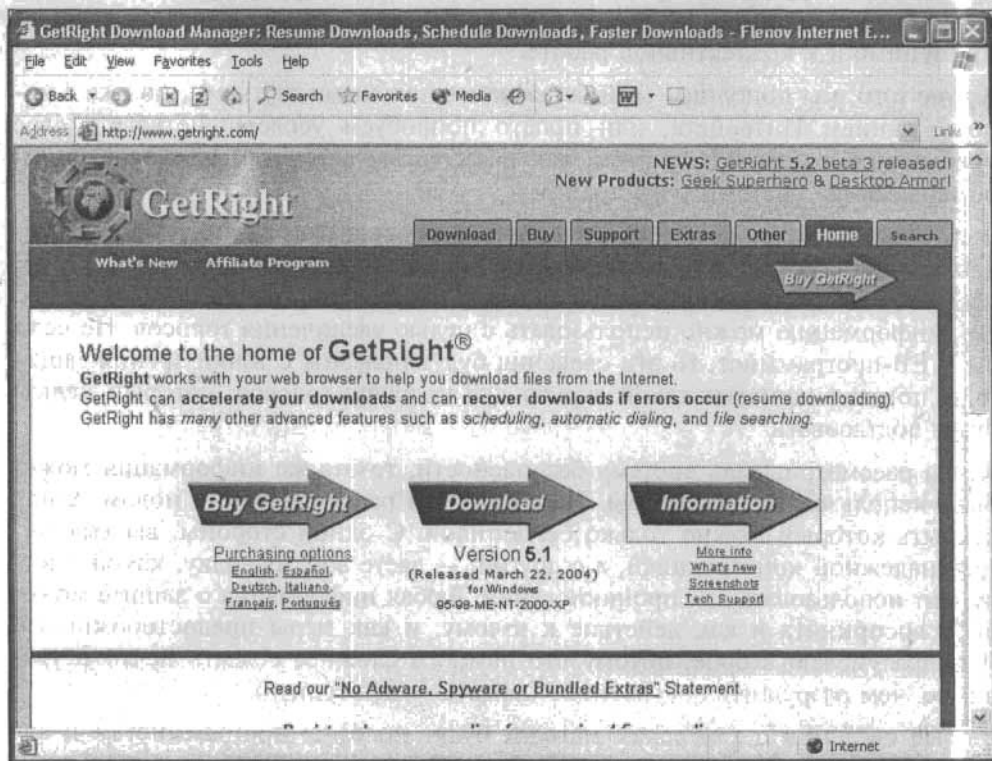 GetRight Download Manager: Resume Downloads, Schedule Downloads, Faster Downloads - Flenov Internet E...
File Edit View Favorites Tools Help
Back Search Favorites Media
Address http://www.getright.com/ Links
NEWS: GetRight 5.2 beta 3 released!
New Products: Geek Superhero & Desktop Armor!
GetRight
Download Buy Support Extras Other Home Search
What's New Affiliate Program
Buy GetRight
Welcome to the home of GetRight®
GetRight works with your web browser to help you download files from the Internet.
GetRight can accelerate your downloads and can recover downloads if errors occur (resume downloading).
GetRight has many other advanced features such as scheduling, automatic dialing, and file searching.
Buy GetRight Download Information
Purchasing options
English, Español,
Deutsch, Italiano,
Français, Português
Version 5.1
(Released March 22, 2004)
for Windows
95-98-ME-NT-2000-XP
More info
What's new
Screenshots
Tech Support
Read our "No Adware, Spyware or Bundled Extras" Statement
Internet